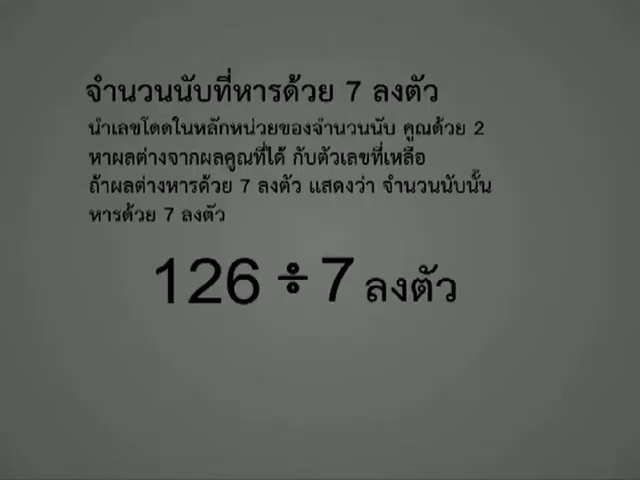 จำนวนนับที่หารด้วย 7 ลงตัว
นำเลขโดดในหลักหน่วยของจำนวนนับ คูณด้วย 2
หาผลต่างจากผลคูณที่ได้ กับตัวเลขที่เหลือ
ถ้าผลต่างหารด้วย 7 ลงตัว แสดงว่า จำนวนนับนั้น
หารด้วย 7 ลงตัว
126 ÷ 7 ลงตัว